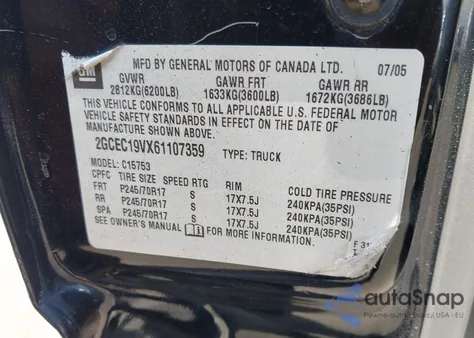 GM
MFD BY GENERAL MOTORS OF CANADA LTD. 07/05
GVWR GAWR FRT GAWR RR
2812KG(6200LB) 1633KG(3600LB) 1672KG(3686LB)
THIS VEHICLE CONFORMS TO ALL APPLICABLE U.S. FEDERAL MOTOR
VEHICLE SAFETY STANDARDS IN EFFECT ON THE DATE OF
2GCEC19VX61107359 TYPE: TRUCK
MODEL: C15753
CPFC TIRE SIZE SPEED RTG RIM COLD TIRE PRESSURE
FRT P245/70R17 S 17X7.5J 240KPA(35PSI)
RR P245/70R17 S 17X7.5J 240KPA(35PSI)
SPA P245/70R17 S 17X7.5J 240KPA(35PSI)
SEE OWNER'S MANUAL FOR MORE INFORMATION.
autoSnap
Pewne auto z USA i EU